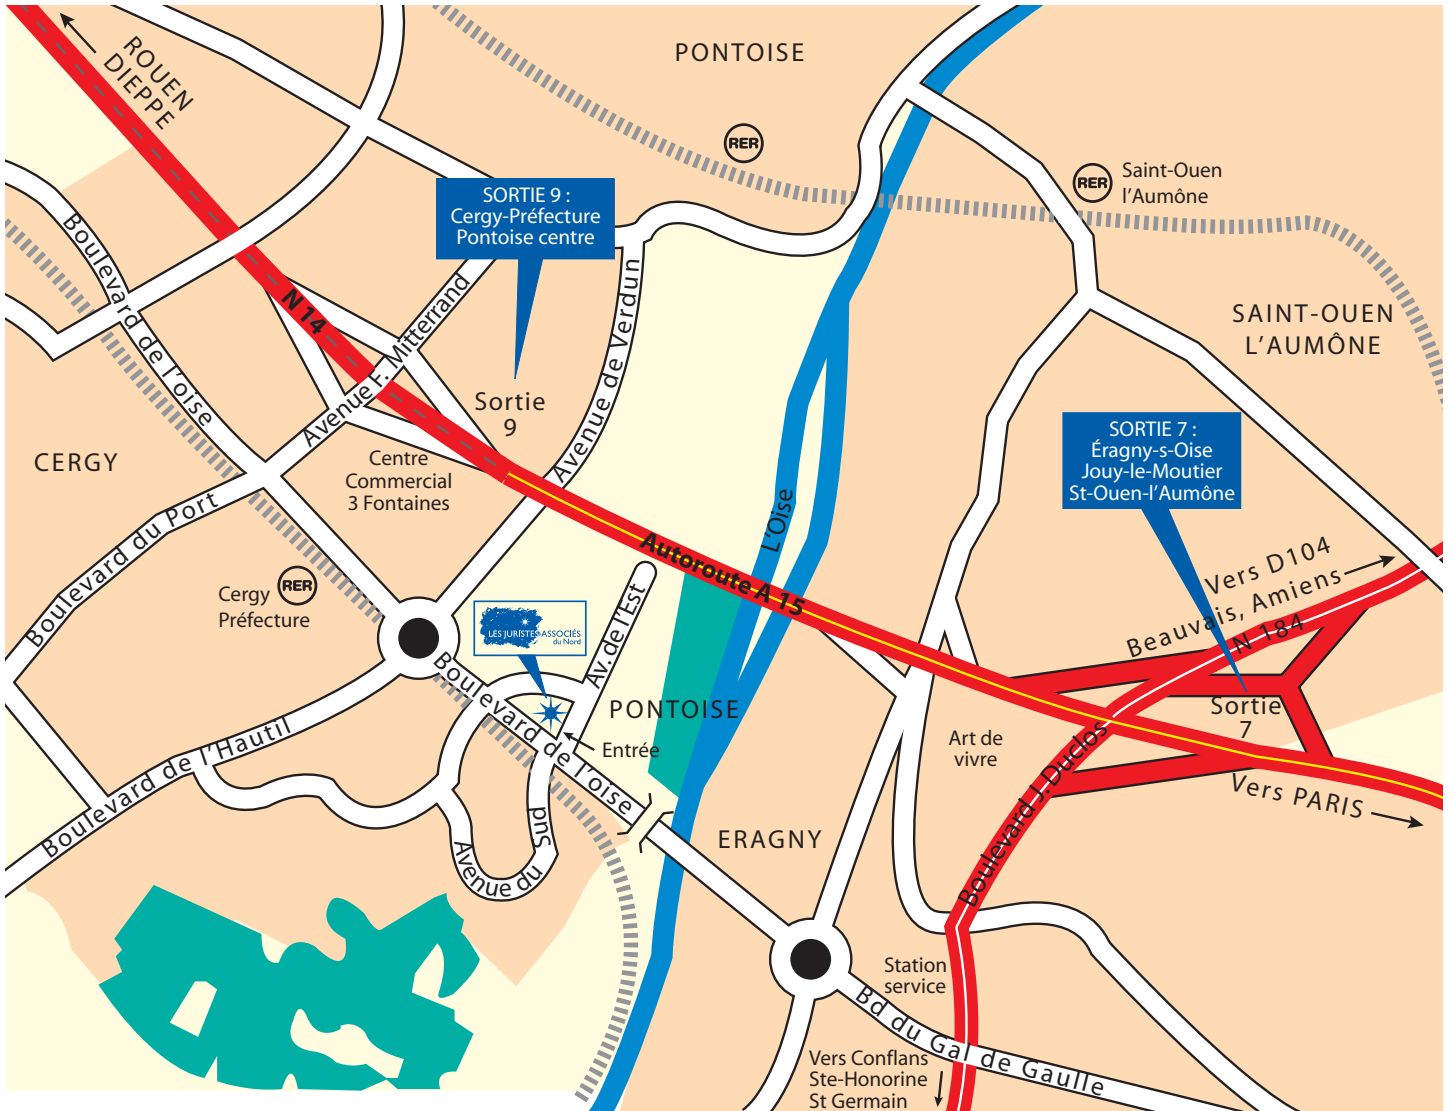 ROUEN
DIEPPE
PONTOISE
RER
RER
Saint-Ouen
l'Aumône
SORTIE 9 :
Cergy-Préfecture
Pontoise centre
Boulevard de l'oise
N 14
Avenue F. Mitterrand
Avenue de Verdun
SAINT-OUEN
L'AUMÔNE
Sortie
9
CERGY
Centre
Commercial
3 Fontaines
SORTIE 7 :
Éragny-s-Oise
Jouy-le-Moutier
St-Ouen-l'Aumône
Boulevard du Port
L'Oise
Autoroute A 15
Vers D104
Beauvais, Amiens
N 184
Cergy
Préfecture
RER
LES JURISTES ASSOCIÉS
du Nord
Av. de l'Est
Boulevard de l'oise
PONTOISE
Entrée
Sortie
7
Art de
vivre
Boulevard J. Duclos
Vers PARIS
Boulevard de l'Hautil
Avenue du
Sud
ERAGNY
Station
service
Bd du Gal de Gaulle
Vers Conflans
Ste-Honorine
St Germain